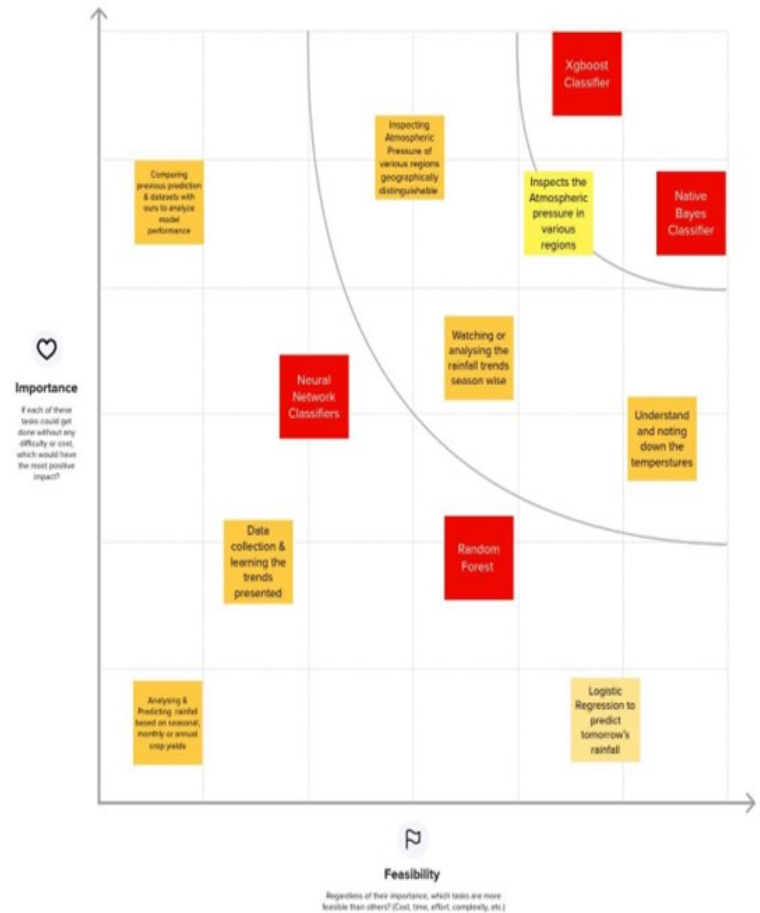 Xgboost
Classifier
Inspecting
Atmospheric
Pressure of
various regions
geographically
distinguishable
Comparing
previous prediction
& datasets with
ours to analyze
model
performance
Inspects the
Atmospheric
pressure in
various
regions
Native
Bayes
Classifier
Watching or
analysing the
rainfall trends
season wise
Neural
Network
Classifiers
Understand
and noting
down the
temperstures
Importance
If each of these
tasks could get
done without any
difficulty or cost,
which would have
the most positive
impact?
Data
collection &
learning the
trends
presented
Random
Forest
Analysing &
Predicting rainfall
based on seasonal,
monthly or annual
crop yields
Logistic
Regression to
predict
tomorrow's
rainfall
Feasibility
Regardless of their importance, which tasks are more
feasible than others? (Cost, time, effort, complexity, etc.)